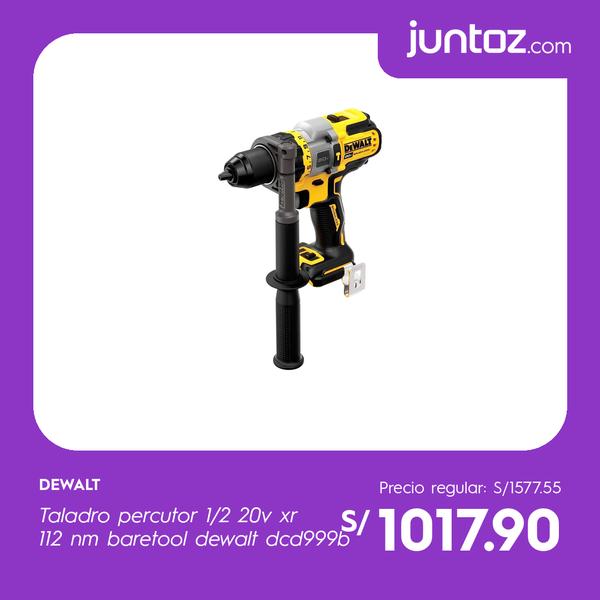 juntoz.com
DEWALT
DEWALT
Precio regular: S/1577.55
Taladro percutor 1/2 20v xr
112 nm baretool dewalt dcd999b
S/ 1017.90